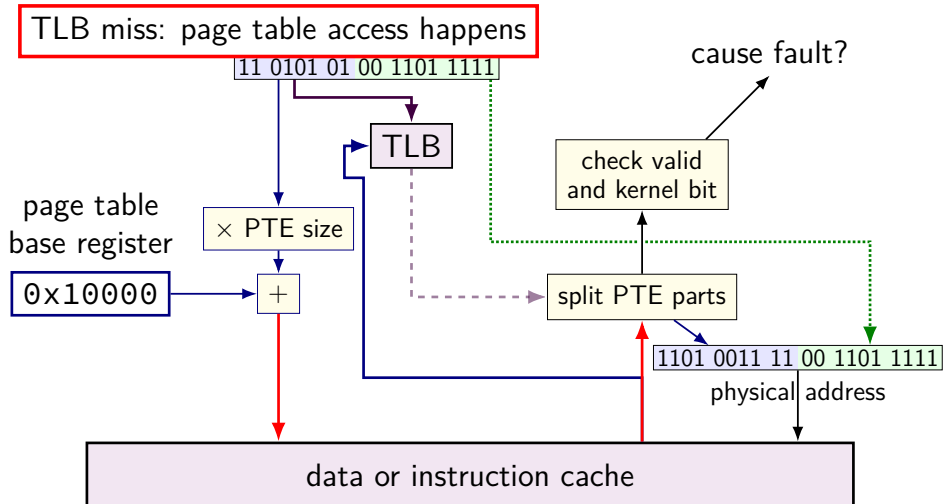 TLB miss: page table access happens
11 0101 01 00 1101 1111
cause fault?
TLB
check valid
and kernel bit
page table
base register
× PTE size
0x10000
+
split PTE parts
1101 0011 11 00 1101 1111
physical address
data or instruction cache